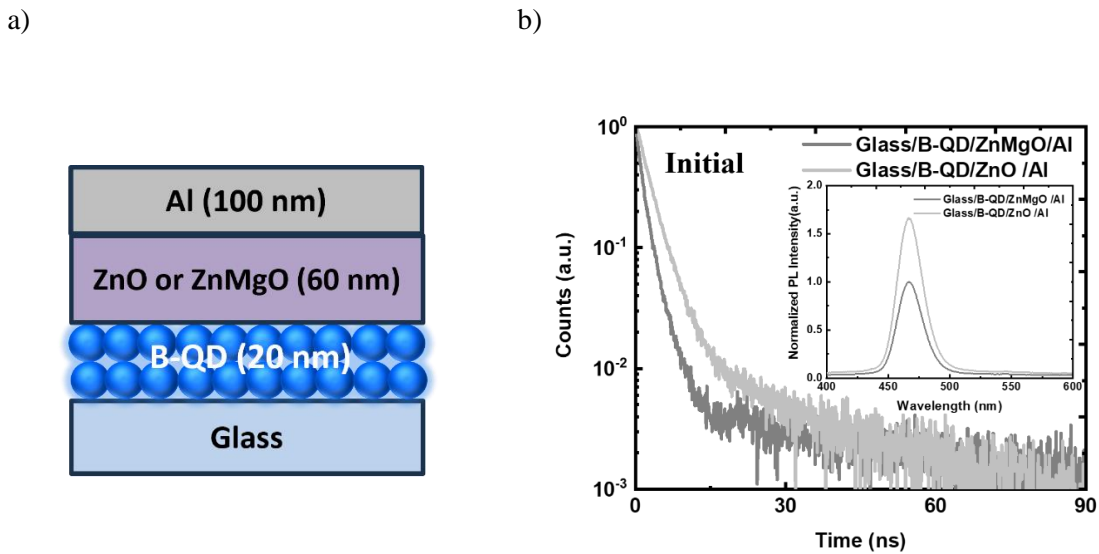 a)
b)
Al (100 nm)
ZnO or ZnMgO (60 nm)
B-QD (20 nm)
Glass
Initial
Glass/B-QD/ZnMgO/Al
Glass/B-QD/ZnO /Al
Counts (a.u.)
10^0
10^-1
10^-2
10^-3
0
30
60
90
Time (ns)
Normalized PL Intensity(a.u.)
2.0
1.5
1.0
0.5
0.0
Glass/B-QD/ZnMgO /Al
Glass/B-QD/ZnO /Al
400
450
500
550
600
Wavelength (nm)